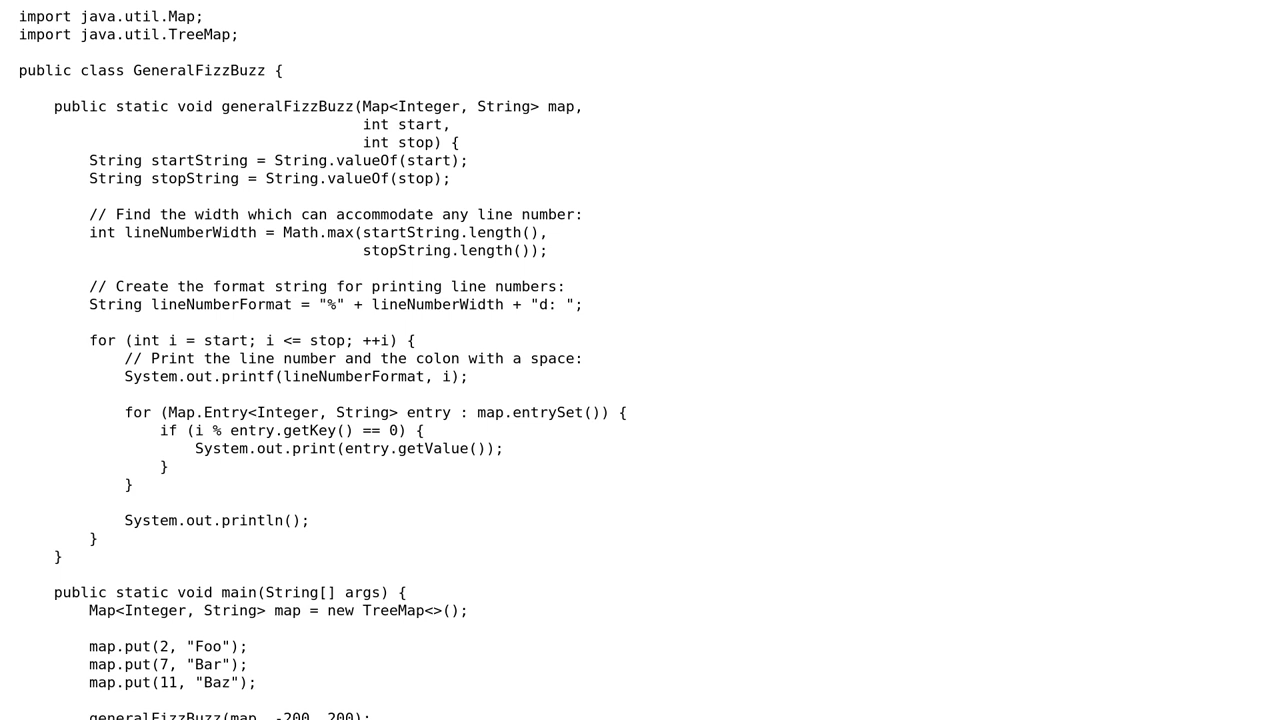 import java.util.Map;
import java.util.TreeMap;

public class GeneralFizzBuzz {

    public static void generalFizzBuzz(Map<Integer, String> map,
                                       int start,
                                       int stop) {
        String startString = String.valueOf(start);
        String stopString = String.valueOf(stop);

        // Find the width which can accommodate any line number:
        int lineNumberWidth = Math.max(startString.length(),
                                       stopString.length());

        // Create the format string for printing line numbers:
        String lineNumberFormat = "%" + lineNumberWidth + "d: ";

        for (int i = start; i <= stop; ++i) {
            // Print the line number and the colon with a space:
            System.out.printf(lineNumberFormat, i);

            for (Map.Entry<Integer, String> entry : map.entrySet()) {
                if (i % entry.getKey() == 0) {
                    System.out.print(entry.getValue());
                }
            }

            System.out.println();
        }
    }

    public static void main(String[] args) {
        Map<Integer, String> map = new TreeMap<>();

        map.put(2, "Foo");
        map.put(7, "Bar");
        map.put(11, "Baz");

        generalFizzBuzz(map, -200, 200);